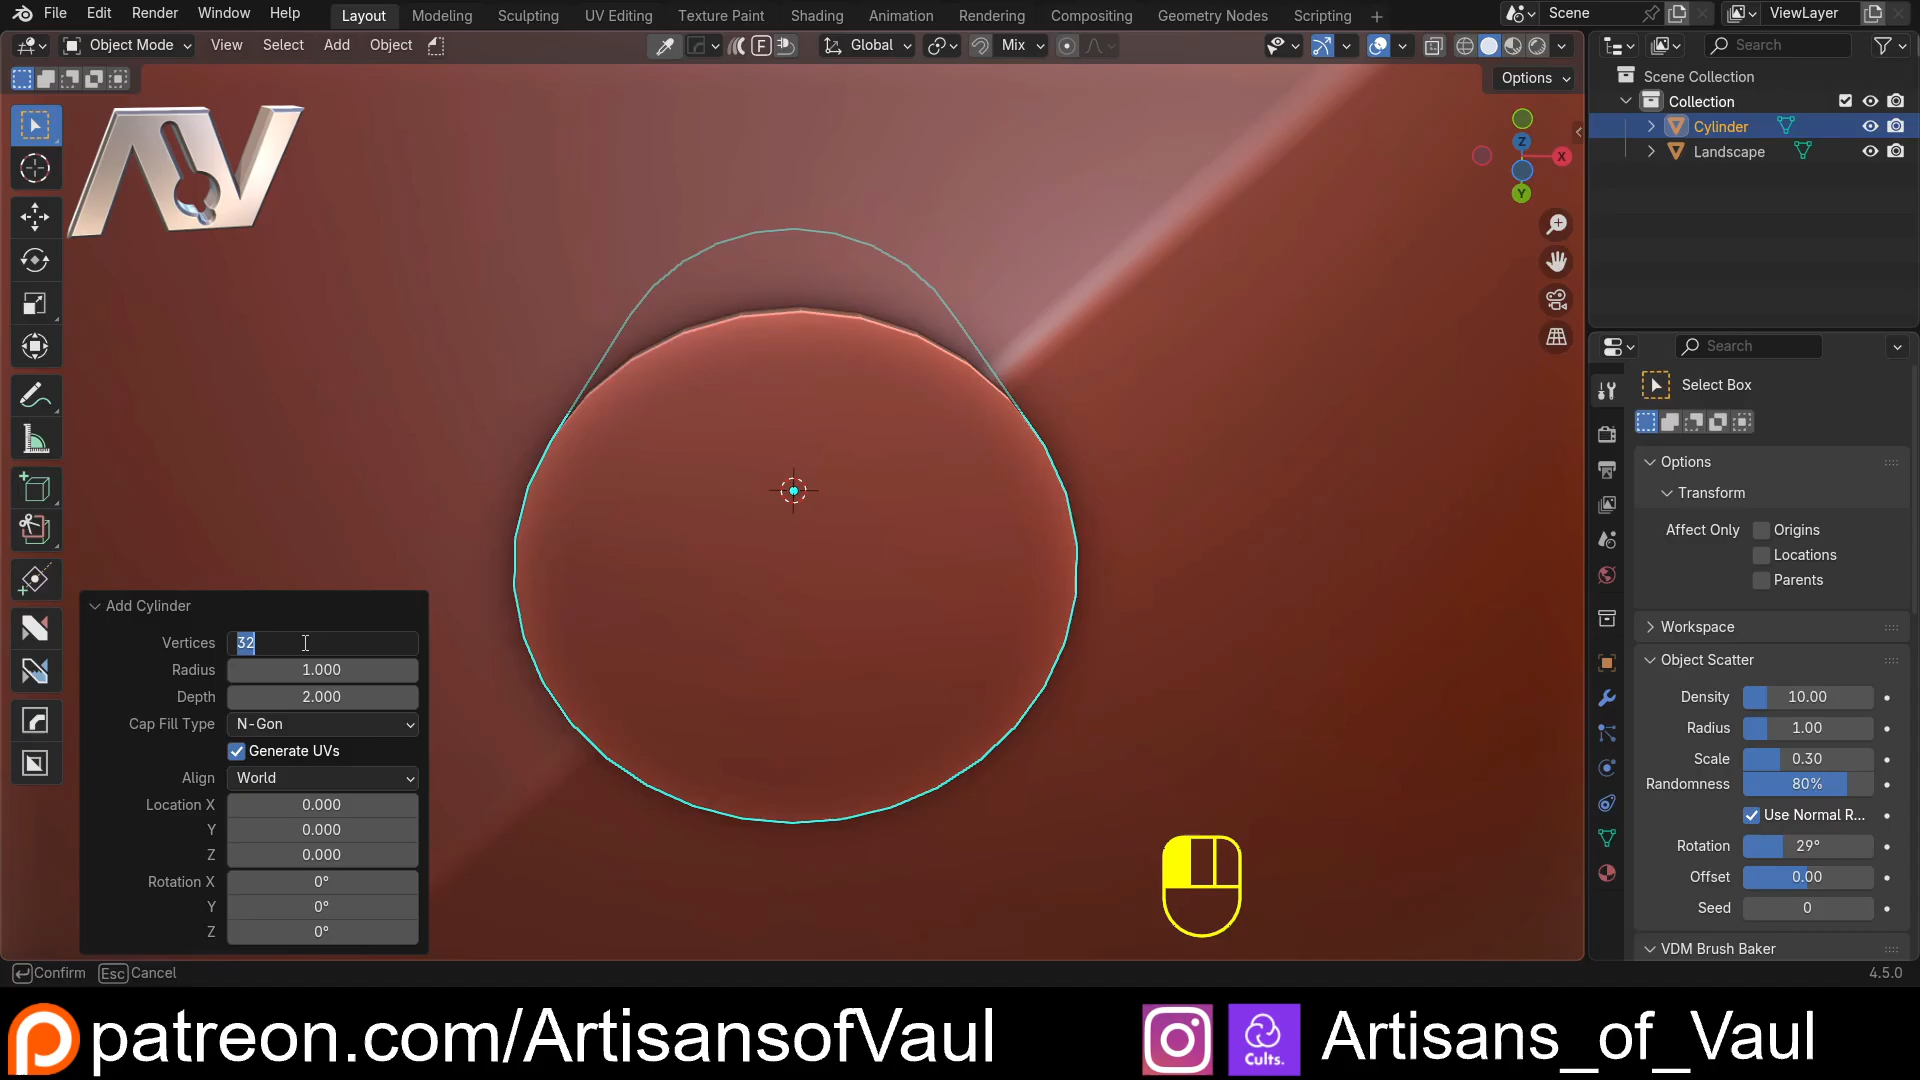 File Edit Render Window Help Layout Modeling Sculpting UV Editing Texture Paint Shading Animation Rendering Compositing Geometry Nodes Scripting + Scene ViewLayer
Object Mode View Select Add Object F Global Mix Search
Options
Scene Collection
Collection
Cylinder
Landscape
Z
X
Y
AV
Search
Select Box
Options
Transform
Affect Only Origins
Locations
Parents
Workspace
Object Scatter
Density 10.00
Radius 1.00
Scale 0.30
Randomness 80%
Use Normal R...
Rotation 29°
Offset 0.00
Seed 0
VDM Brush Baker
Add Cylinder
Vertices 32
Radius 1.000
Depth 2.000
Cap Fill Type N-Gon
Generate UVs
Align World
Location X 0.000
Y 0.000
Z 0.000
Rotation X 0°
Y 0°
Z 0°
Confirm Esc Cancel
4.5.0
patreon.com/ArtisansofVaul Cults. Artisans_of_Vaul